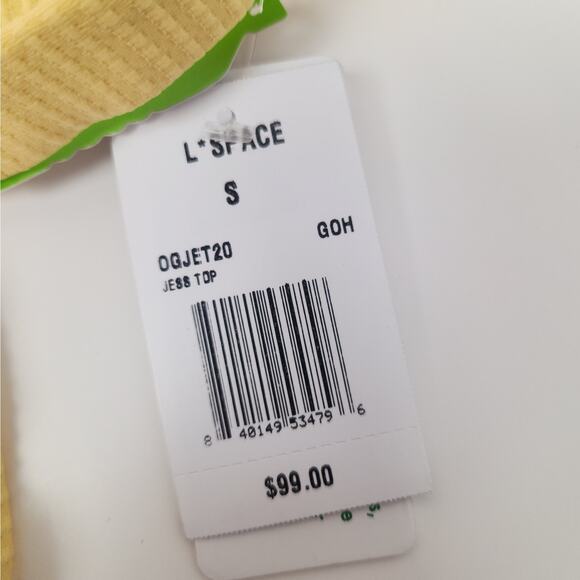 L*SPACE
S
OGJET20 GOH
JESS TOP
8 40149 53479 6
$99.00